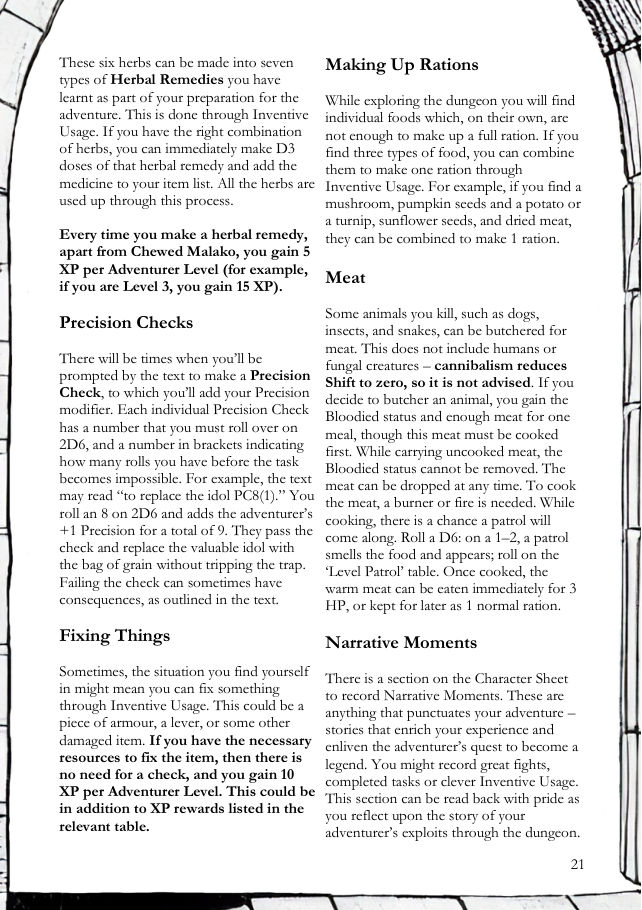 These six herbs can be made into seven
types of Herbal Remedies you have
learnt as part of your preparation for the
adventure. This is done through Inventive
Usage. If you have the right combination
of herbs, you can immediately make D3
doses of that herbal remedy and add the
medicine to your item list. All the herbs are
used up through this process.
Every time you make a herbal remedy,
apart from Chewed Malako, you gain 5
XP per Adventurer Level (for example,
if you are Level 3, you gain 15 XP).
Precision Checks
There will be times when you’ll be
prompted by the text to make a Precision
Check, to which you’ll add your Precision
modifier. Each individual Precision Check
has a number that you must roll over on
2D6, and a number in brackets indicating
how many rolls you have before the task
becomes impossible. For example, the text
may read “to replace the idol PC8(1).” You
roll an 8 on 2D6 and adds the adventurer’s
+1 Precision for a total of 9. They pass the
check and replace the valuable idol with
the bag of grain without tripping the trap.
Failing the check can sometimes have
consequences, as outlined in the text.
Fixing Things
Sometimes, the situation you find yourself
in might mean you can fix something
through Inventive Usage. This could be a
piece of armour, a lever, or some other
damaged item. If you have the necessary
resources to fix the item, then there is
no need for a check, and you gain 10
XP per Adventurer Level. This could be
in addition to XP rewards listed in the
relevant table.
Making Up Rations
While exploring the dungeon you will find
individual foods which, on their own, are
not enough to make up a full ration. If you
find three types of food, you can combine
them to make one ration through
Inventive Usage. For example, if you find a
mushroom, pumpkin seeds and a potato or
a turnip, sunflower seeds, and dried meat,
they can be combined to make 1 ration.
Meat
Some animals you kill, such as dogs,
insects, and snakes, can be butchered for
meat. This does not include humans or
fungal creatures – cannibalism reduces
Shift to zero, so it is not advised. If you
decide to butcher an animal, you gain the
Bloodied status and enough meat for one
meal, though this meat must be cooked
first. While carrying uncooked meat, the
Bloodied status cannot be removed. The
meat can be dropped at any time. To cook
the meat, a burner or fire is needed. While
cooking, there is a chance a patrol will
come along. Roll a D6: on a 1–2, a patrol
smells the food and appears; roll on the
‘Level Patrol’ table. Once cooked, the
warm meat can be eaten immediately for 3
HP, or kept for later as 1 normal ration.
Narrative Moments
There is a section on the Character Sheet
to record Narrative Moments. These are
anything that punctuates your adventure –
stories that enrich your experience and
enliven the adventurer’s quest to become a
legend. You might record great fights,
completed tasks or clever Inventive Usage.
This section can be read back with pride as
you reflect upon the story of your
adventurer’s exploits through the dungeon.
21